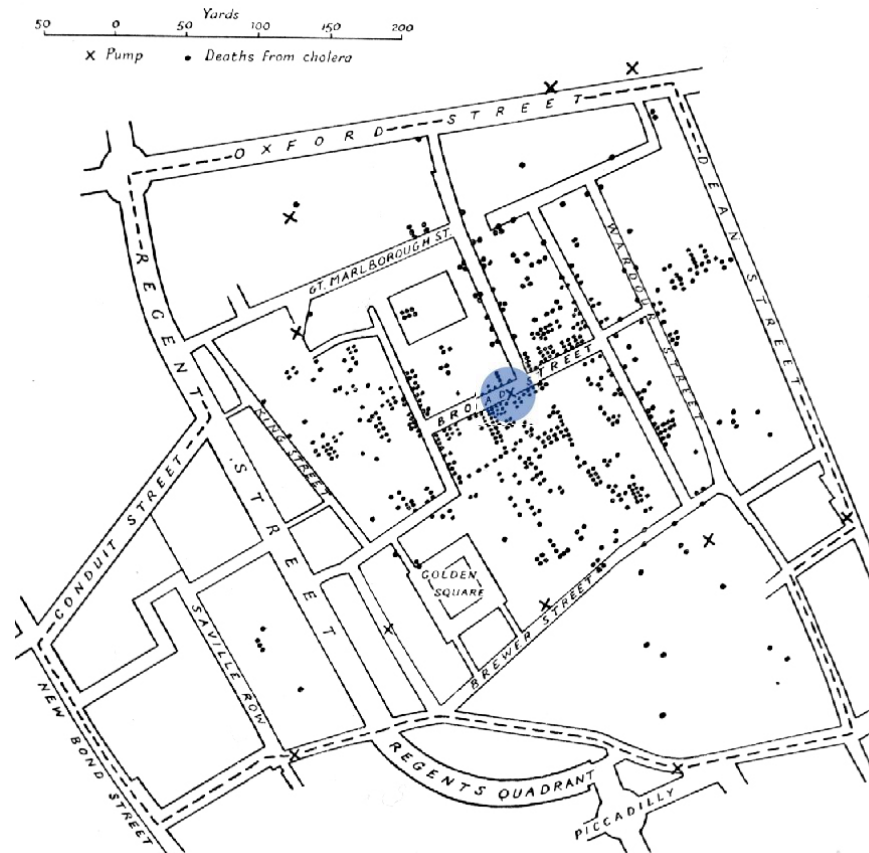 Yards
50 0 50 100 150 200
x Pump • Deaths from cholera
OXFORD STREET
DEAN STREET
REGENT STREET
GT. MARLBOROUGH ST.
WARDOUR STREET
BROAD STREET
KING STREET
CONDUIT STREET
GOLDEN
SQUARE
SAVILLE ROW
BREWER STREET
NEW BOND STREET
REGENTS QUADRANT
PICCADILLY